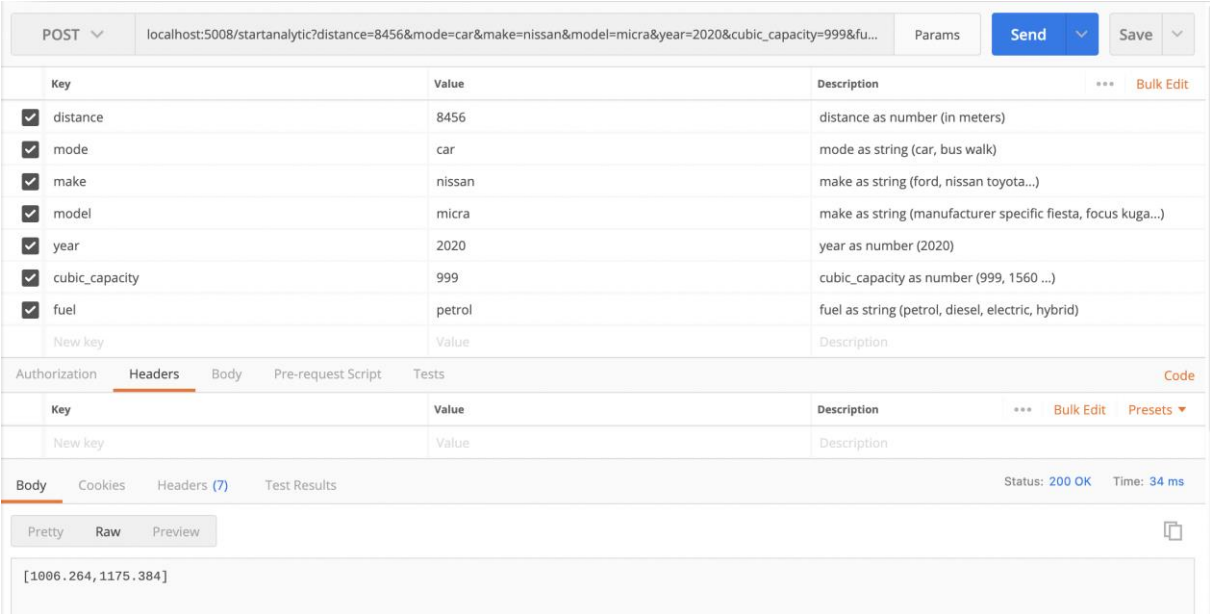 POST localhost:5008/startanalytic?distance=8456&mode=car&make=nissan&model=micra&year=2020&cubic_capacity=999&fu... Params Send Save
Key Value Description ••• Bulk Edit
distance 8456 distance as number (in meters)
mode car mode as string (car, bus walk)
make nissan make as string (ford, nissan toyota...)
model micra make as string (manufacturer specific fiesta, focus kuga...)
year 2020 year as number (2020)
cubic_capacity 999 cubic_capacity as number (999, 1560 ...)
fuel petrol fuel as string (petrol, diesel, electric, hybrid)
New key Value Description
Authorization Headers Body Pre-request Script Tests Code
Key Value Description ••• Bulk Edit Presets
New key Value Description
Body Cookies Headers (7) Test Results Status: 200 OK Time: 34 ms
Pretty Raw Preview
[1006.264,1175.384]